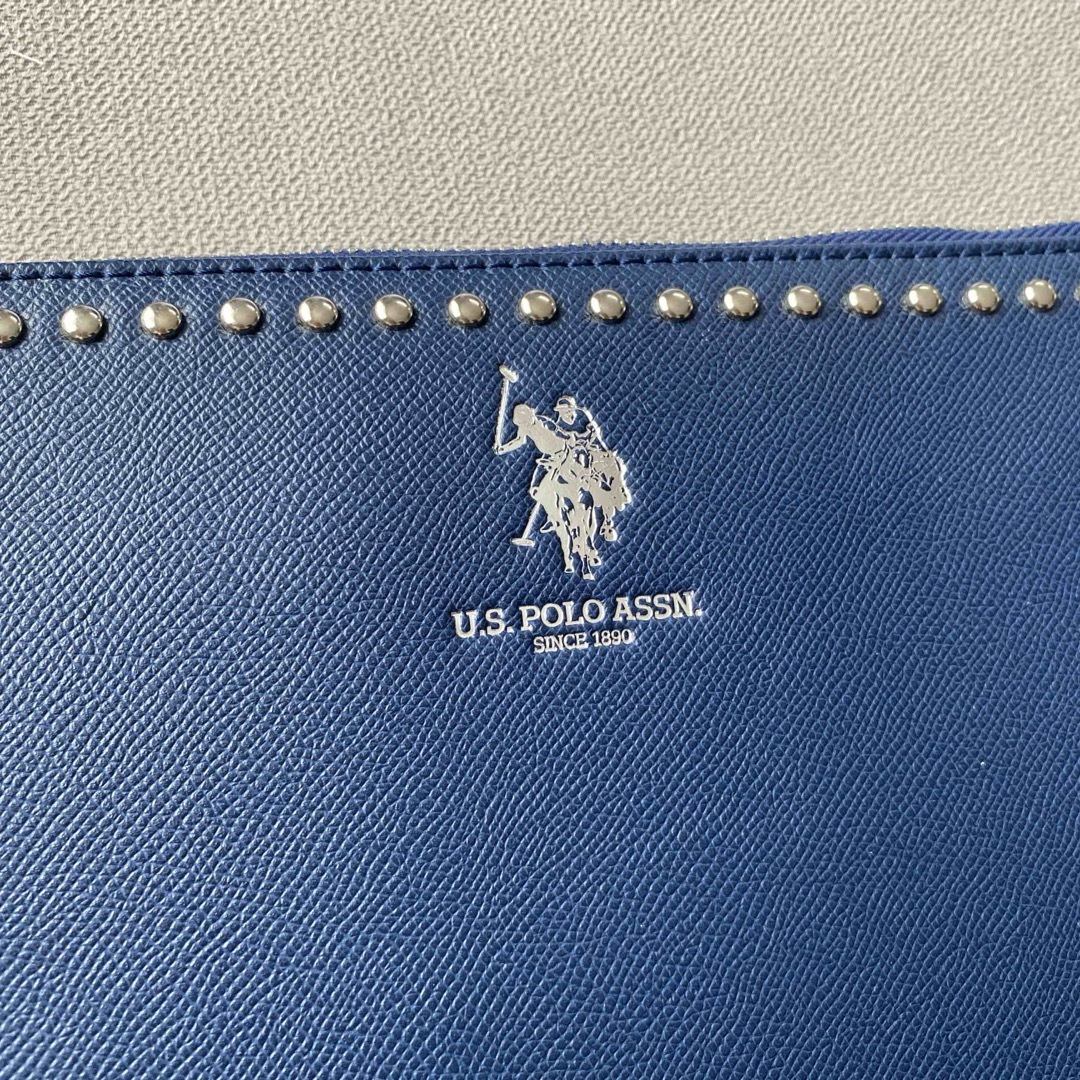 U.S. POLO ASSN.
SINCE 1890